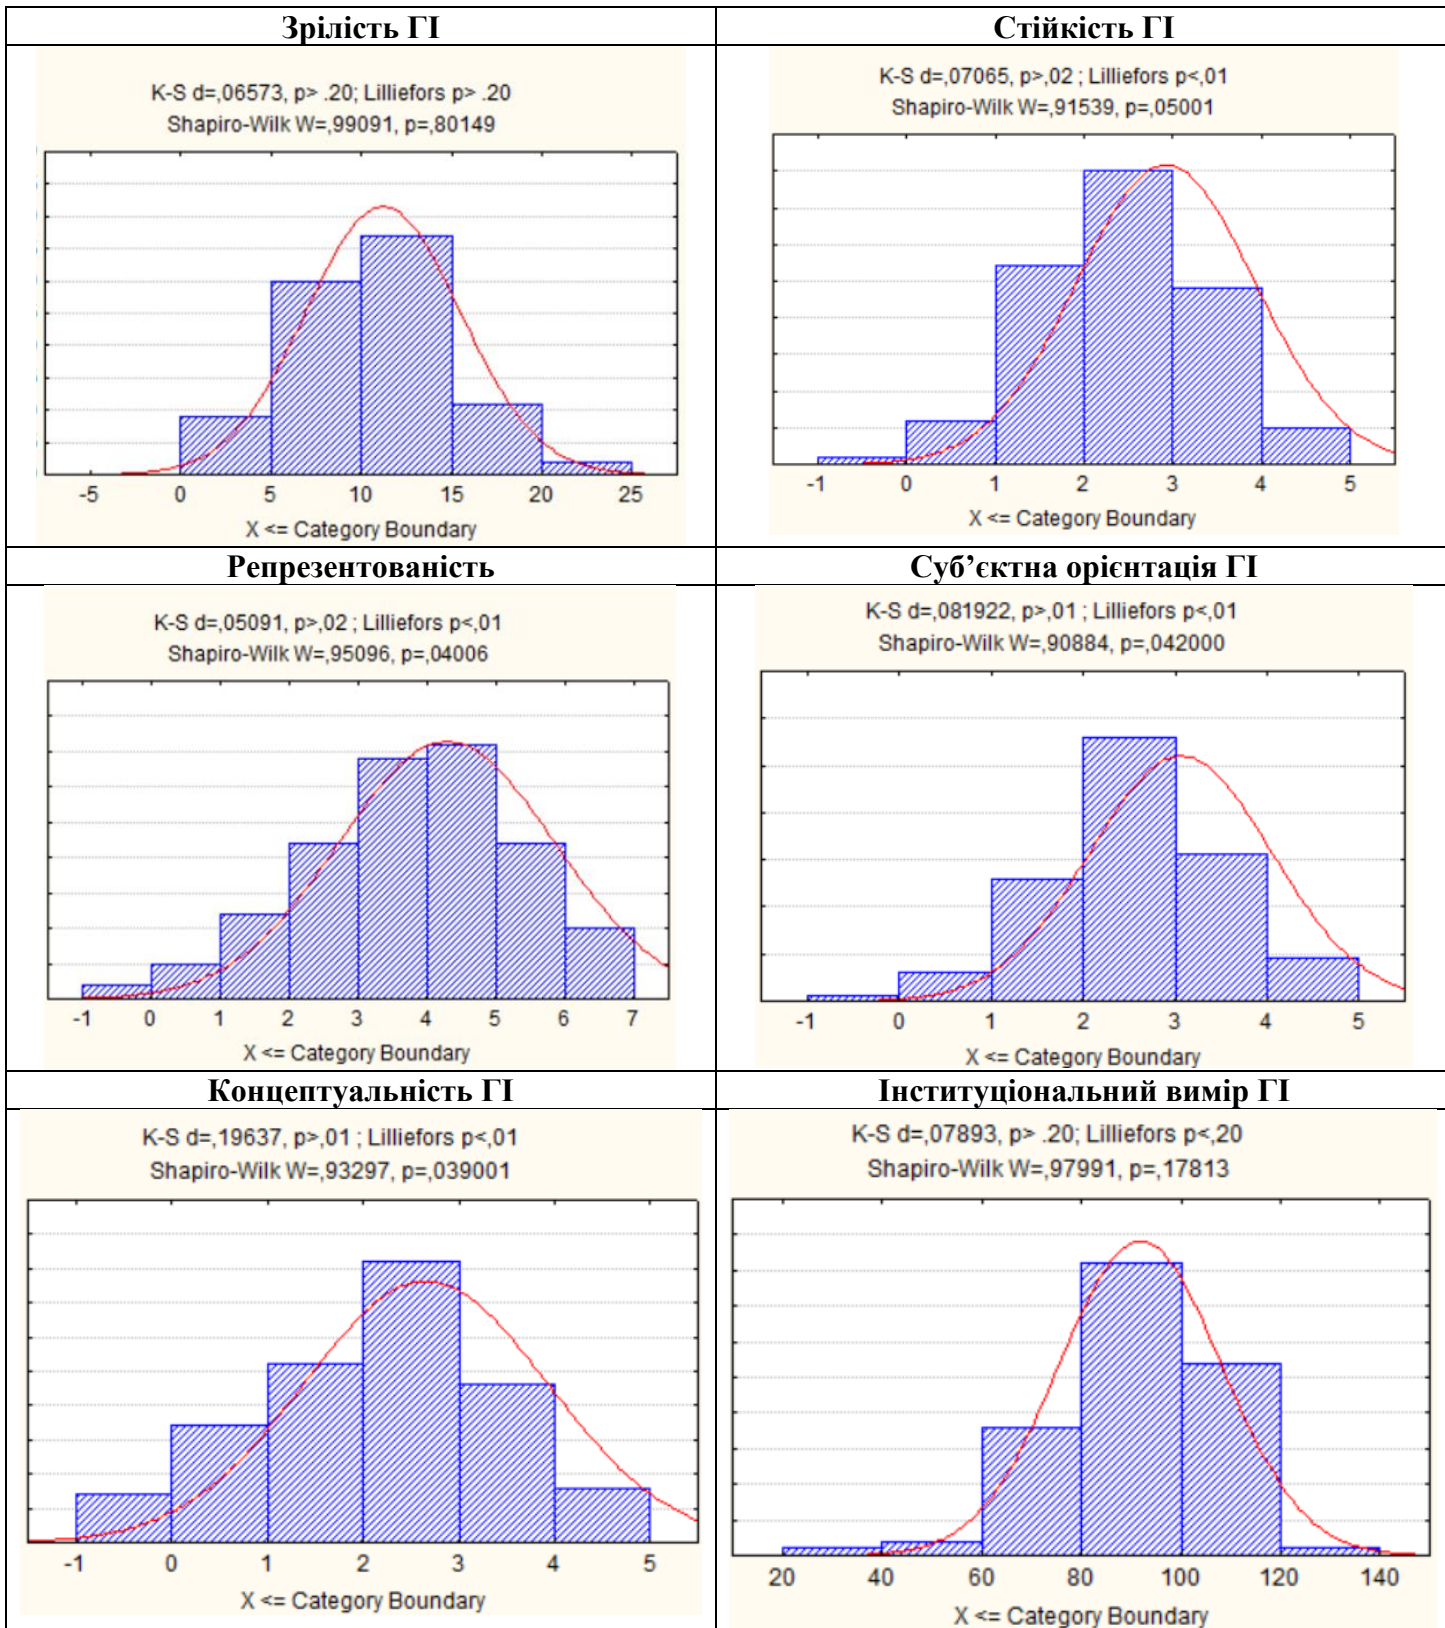 Зрілість ГІ
K-S d=,06573, p> .20; Lilliefors p> .20
Shapiro-Wilk W=,99091, p=,80149
-5 0 5 10 15 20 25
X <= Category Boundary
Стійкість ГІ
K-S d=,07065, p>,02 ; Lilliefors p<,01
Shapiro-Wilk W=,91539, p=,05001
-1 0 1 2 3 4 5
X <= Category Boundary
Репрезентованість
K-S d=,05091, p>,02 ; Lilliefors p<,01
Shapiro-Wilk W=,95096, p=,04006
-1 0 1 2 3 4 5 6 7
X <= Category Boundary
Суб’єктна орієнтація ГІ
K-S d=,081922, p>,01 ; Lilliefors p<,01
Shapiro-Wilk W=,90884, p=,042000
-1 0 1 2 3 4 5
X <= Category Boundary
Концептуальність ГІ
K-S d=,19637, p>,01 ; Lilliefors p<,01
Shapiro-Wilk W=,93297, p=,039001
-1 0 1 2 3 4 5
X <= Category Boundary
Інституціональний вимір ГІ
K-S d=,07893, p> .20; Lilliefors p<,20
Shapiro-Wilk W=,97991, p=,17813
20 40 60 80 100 120 140
X <= Category Boundary